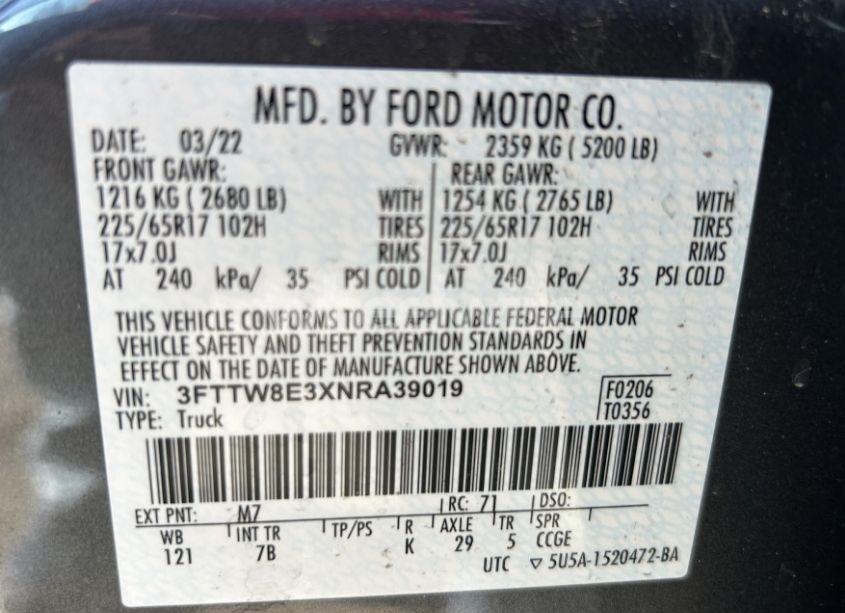 MFD. BY FORD MOTOR CO.
DATE: 03/22 GVWR: 2359 KG ( 5200 LB)
FRONT GAWR: REAR GAWR:
1216 KG ( 2680 LB) WITH 1254 KG ( 2765 LB) WITH
225/65R17 102H TIRES 225/65R17 102H TIRES
17x7.0J RIMS 17x7.0J RIMS
AT 240 kPa/ 35 PSI COLD AT 240 kPa/ 35 PSI COLD
THIS VEHICLE CONFORMS TO ALL APPLICABLE FEDERAL MOTOR
VEHICLE SAFETY AND THEFT PREVENTION STANDARDS IN
EFFECT ON THE DATE OF MANUFACTURE SHOWN ABOVE.
VIN: 3FTTW8E3XNRA39019 F0206
TYPE: Truck T0356
EXT PNT: M7 RC: 71 DSO:
WB INT TR TP/PS R AXLE TR SPR
121 7B K 29 5 CCGE
UTC 5U5A-1520472-BA